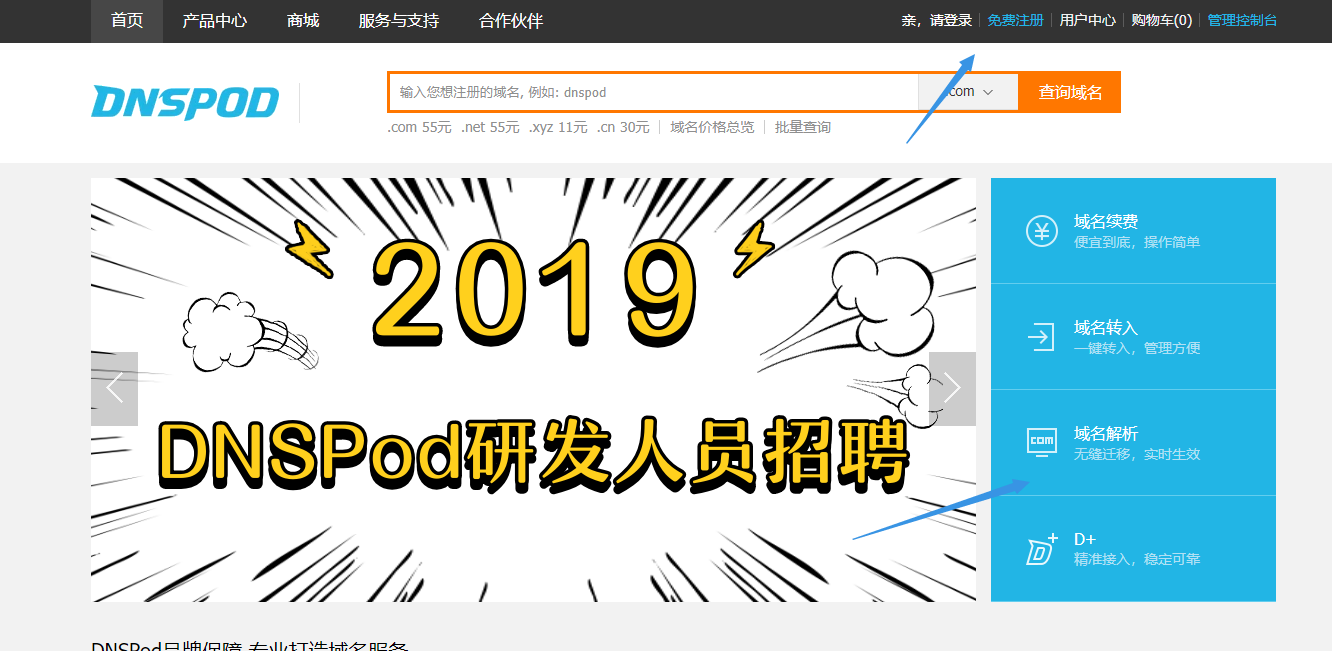 首页 产品中心 商城 服务与支持 合作伙伴 亲，请登录 免费注册 用户中心 购物车(0) 管理控制台
DNSPOD
输入您想注册的域名, 例如: dnspod .com 查询域名
.com 55元 .net 55元 .xyz 11元 .cn 30元 域名价格总览 批量查询
2019
DNSPod研发人员招聘
域名续费
便宜到底，操作简单
域名转入
一键转入，管理方便
com
域名解析
无缝迁移，实时生效
D+
D+
精准接入，稳定可靠
DNSPod品牌保障 专业打造域名服务